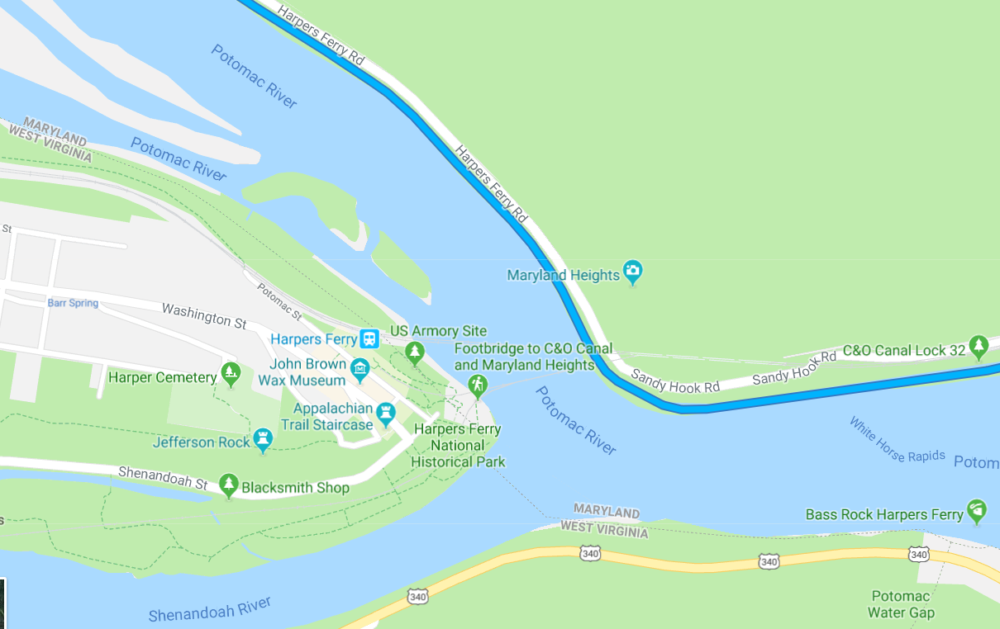 Harpers Ferry Rd
Potomac River
MARYLAND
WEST VIRGINIA
Potomac River
Harpers Ferry Rd
St
Maryland Heights
Potomac St
Barr Spring
Washington St
US Armory Site
Harpers Ferry
Footbridge to C&O Canal
and Maryland Heights
C&O Canal Lock 32
John Brown
Wax Museum
Harper Cemetery
Sandy Hook Rd
Sandy Hook Rd
Appalachian
Trail Staircase
Potomac River
Harpers Ferry
National
Historical Park
Jefferson Rock
White Horse Rapids
Potom
Shenandoah St
Blacksmith Shop
MARYLAND
WEST VIRGINIA
Bass Rock Harpers Ferry
s
340
340
340
340
Shenandoah River
Potomac
Water Gap